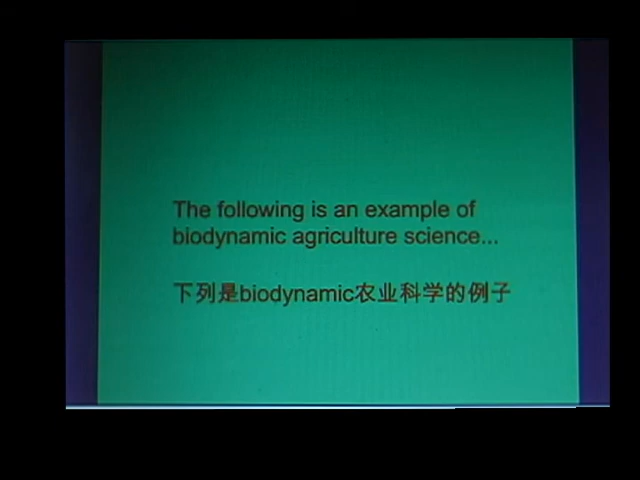 The following is an example of
biodynamic agriculture science...
下列是biodynamic农业科学的例子